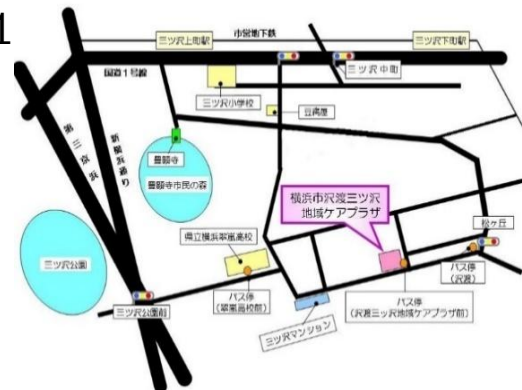 1
市営地下鉄
三ツ沢上町駅
三ツ沢下町駅
国道1号線
三ツ沢中町
三ツ沢小学校
豆腐屋
第三京浜
新横浜通り
豊顕寺
豊顕寺市民の森
横浜市沢渡三ツ沢
地域ケアプラザ
松ヶ丘
県立横浜翠嵐高校
三ツ沢公園
バス停
(沢渡)
バス停
(翠嵐高校前)
バス停
(沢渡三ツ沢地域ケアプラザ前)
三ツ沢公園前
三ツ沢マンション